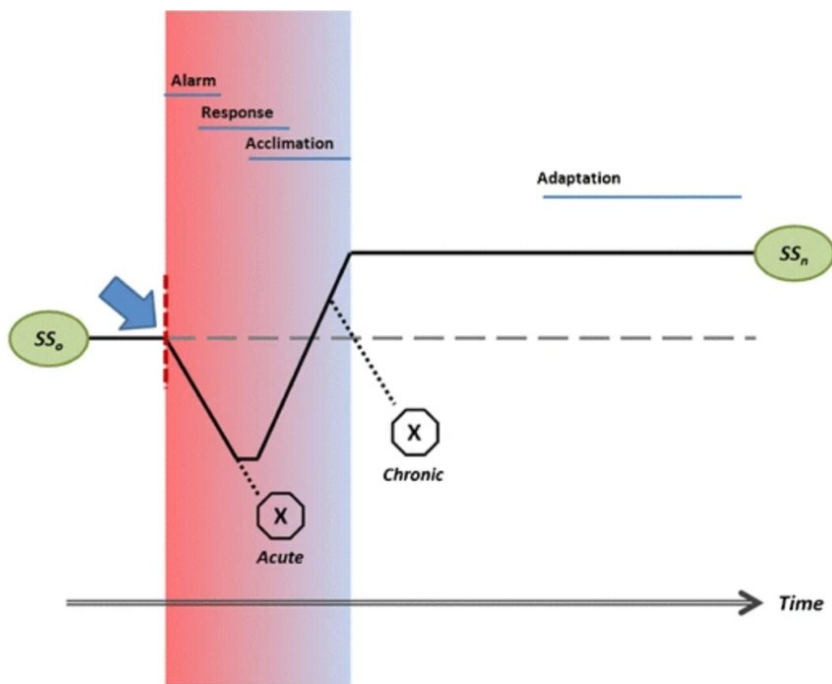 Alarm
Response
Acclimation
Adaptation
SSₙ
SSₒ
X
Chronic
X
Acute
Time